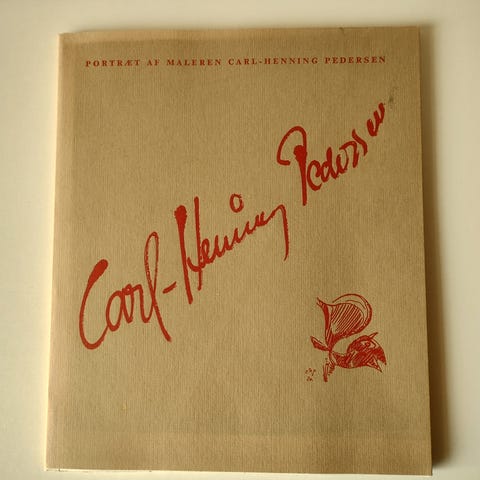 PORTRÆT AF MALEREN CARL-HENNING PEDERSEN
Carl-Henning Pedersen